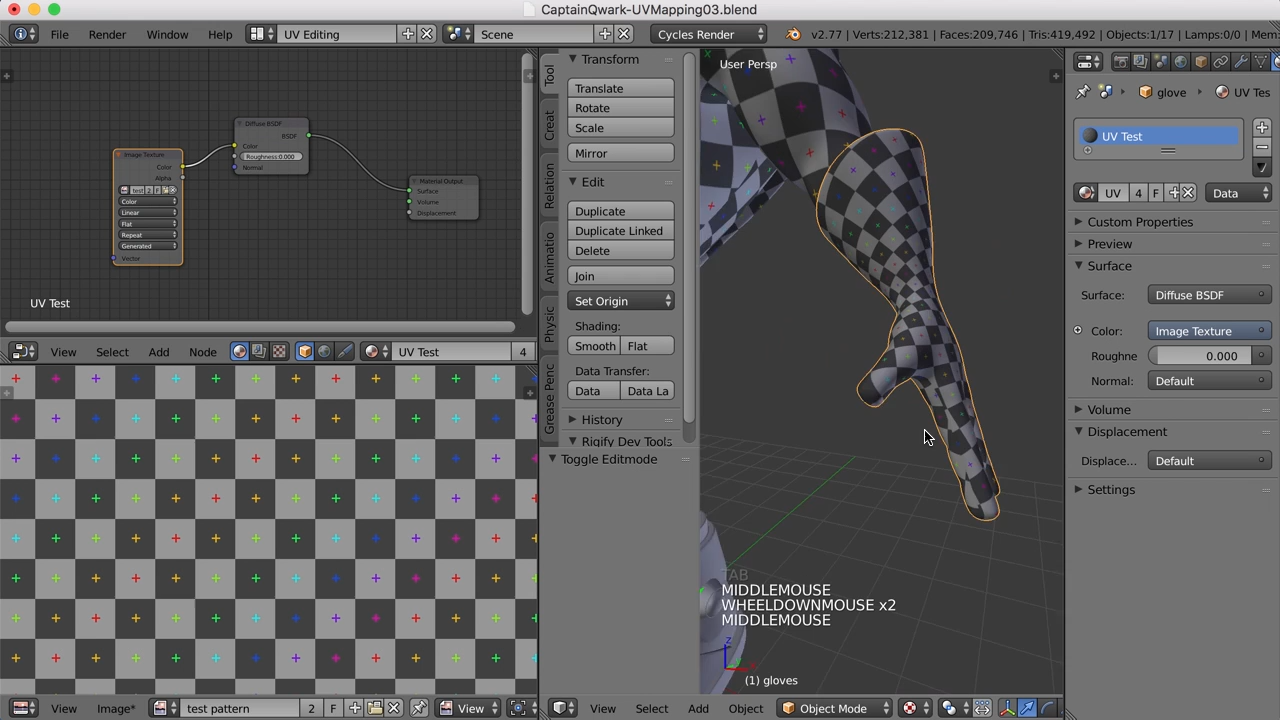 CaptainQwark-UVMapping03.blend
File Render Window Help UV Editing Scene Cycles Render v2.77 | Verts:212,381 | Faces:209,746 | Tris:419,492 | Objects:1/17 | Lamps:0/0 | Mem:
Image Texture
Color
Alpha
Color
Linear
Flat
Repeat
Generated
Vector
Diffuse BSDF
BSDF
Color
Roughness:0.000
Normal
Material Output
Surface
Volume
Displacement
UV Test
View Select Add Node UV Test 4
View Image* test pattern 2 F View
Tool
Creat
Relation
Animatio
Physic
Grease Penc
Transform
Translate
Rotate
Scale
Mirror
Edit
Duplicate
Duplicate Linked
Delete
Join
Set Origin
Shading:
Smooth Flat
Data Transfer:
Data Data La
History
Rigify Dev Tools
Toggle Editmode
User Persp
TAB
MIDDLEMOUSE
WHEELDOWNMOUSE x2
MIDDLEMOUSE
z
(1) gloves
View Select Add Object Object Mode
glove UV Tes
UV Test
UV 4 F Data
Custom Properties
Preview
Surface
Surface: Diffuse BSDF
Color: Image Texture
Roughne 0.000
Normal: Default
Volume
Displacement
Displace... Default
Settings